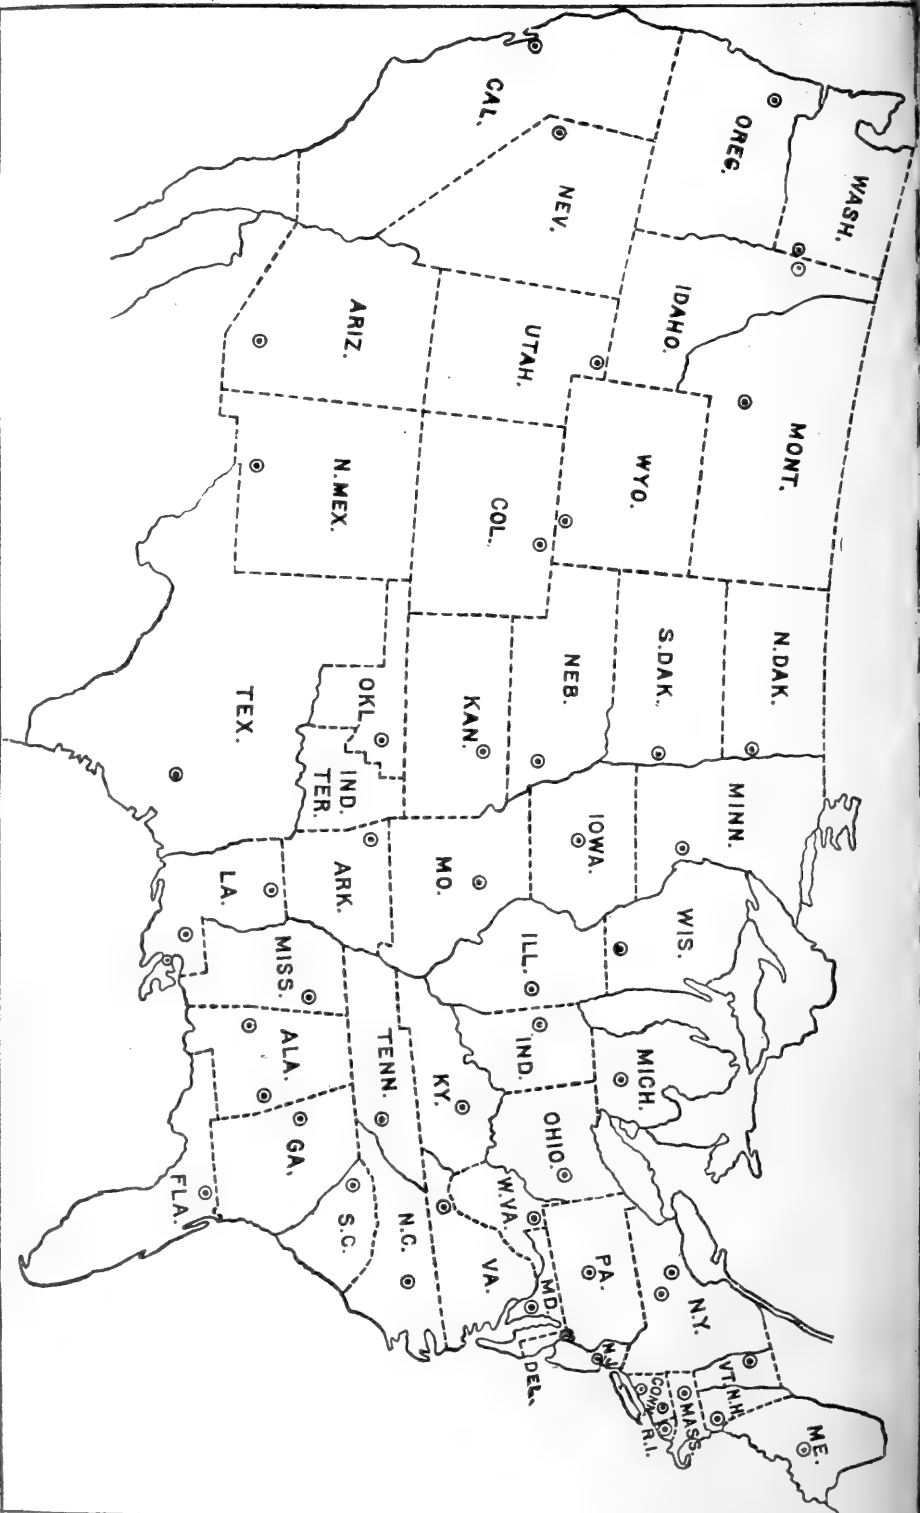 WASH.
OREG.
CAL.
NEV.
IDAHO.
MONT.
WYO.
UTAH.
ARIZ.
COL.
N.MEX.
N.DAK.
S.DAK.
NEB.
KAN.
OKL.
IND.
TER.
TEX.
MINN.
IOWA.
MO.
ARK.
LA.
WIS.
ILL.
MISS.
MICH.
IND.
OHIO.
KY.
TENN.
ALA.
GA.
FLA.
S.C.
N.C.
VA.
W.VA.
PA.
MD.
DEL.
N.J.
N.Y.
CONN.
R.I.
MASS.
VT.
N.H.
ME.